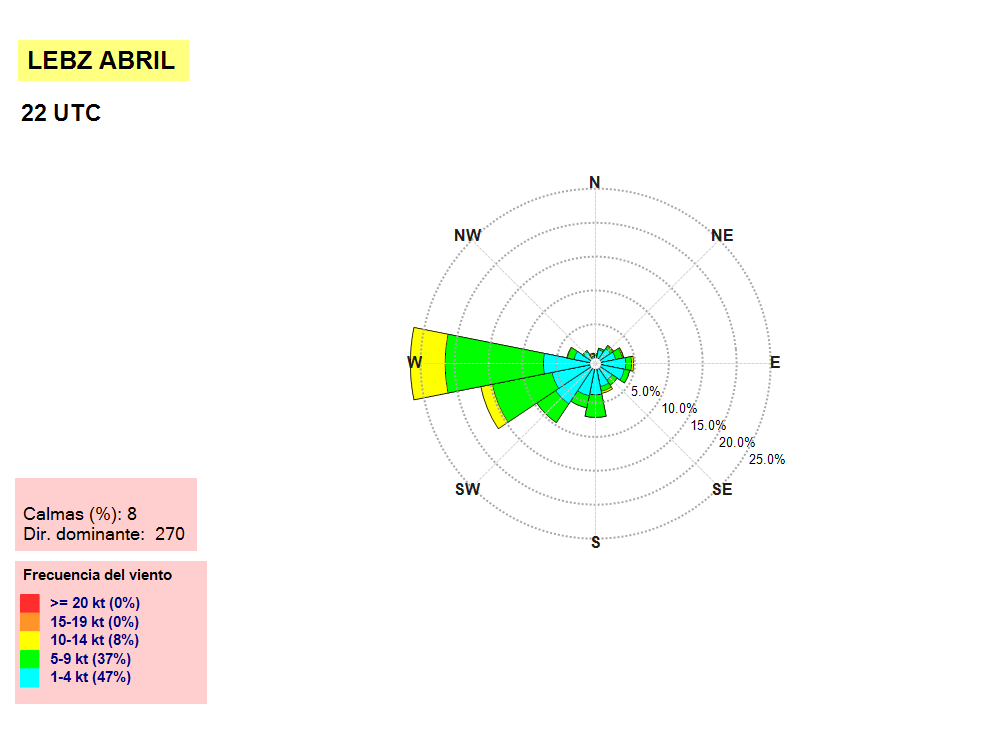 LEBZ ABRIL
22 UTC
N
NW
NE
W
E
5.0%
10.0%
15.0%
20.0%
25.0%
SW
SE
S
Calmas (%): 8
Dir. dominante: 270
Frecuencia del viento
>= 20 kt (0%)
15-19 kt (0%)
10-14 kt (8%)
5-9 kt (37%)
1-4 kt (47%)